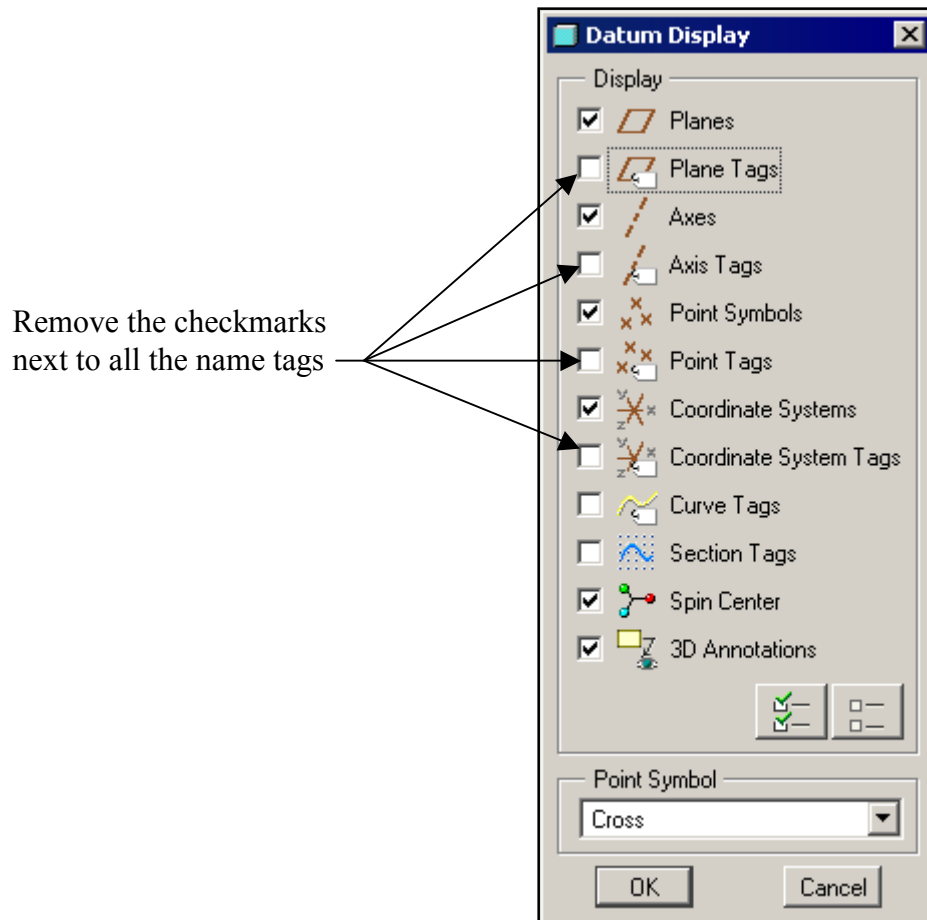 Datum Display
Display
Planes
Plane Tags
Axes
Axis Tags
Remove the checkmarks
next to all the name tags
Point Symbols
Point Tags
Coordinate Systems
Coordinate System Tags
Curve Tags
Section Tags
Spin Center
3D Annotations
Point Symbol
Cross
OK
Cancel